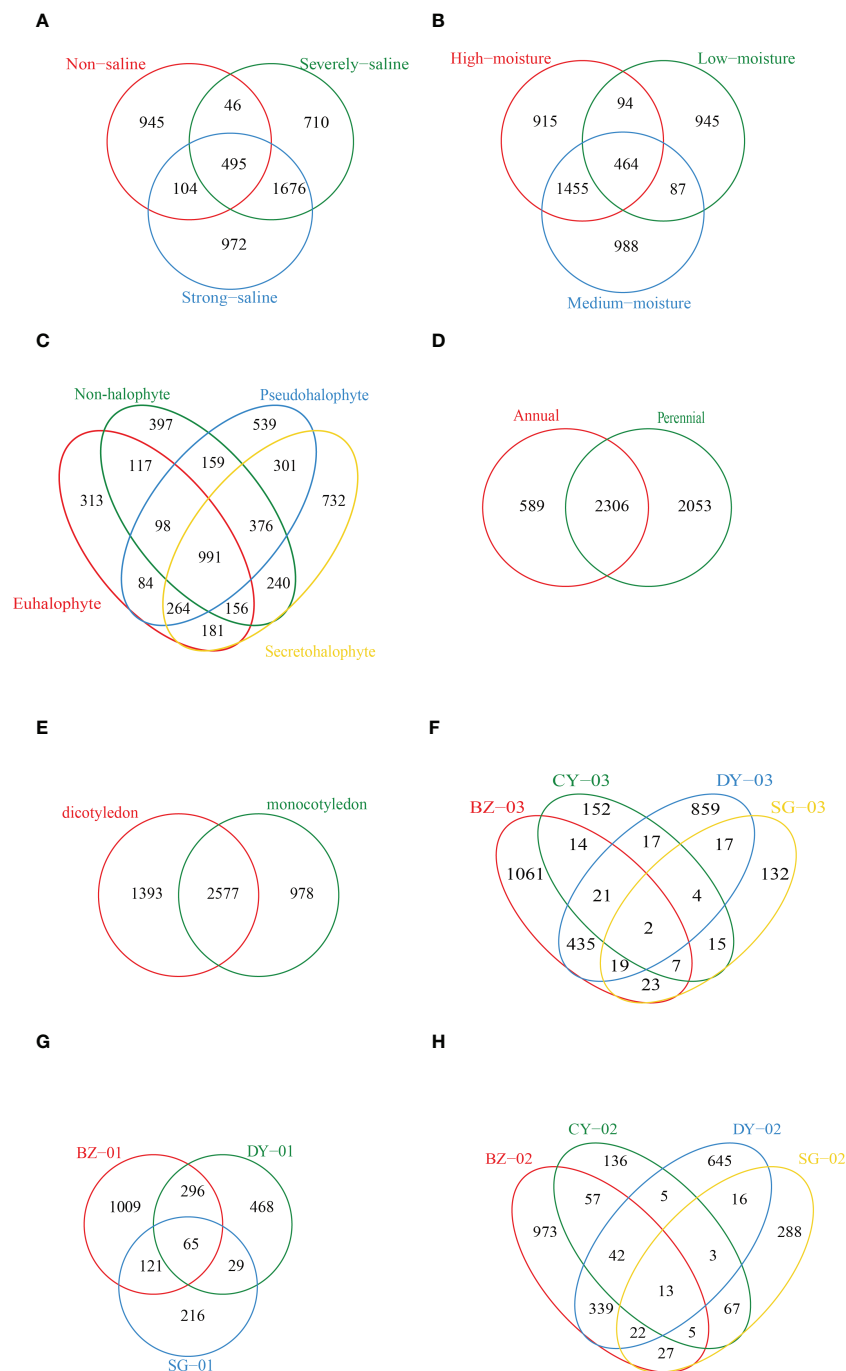 A
Non−saline
Severely−saline
945
46
710
495
104
1676
972
Strong−saline
B
High−moisture
Low−moisture
915
94
945
464
1455
87
988
Medium−moisture
C
Non-halophyte
Pseudohalophyte
397
539
117
159
301
313
732
98
376
991
84
240
264
156
181
Euhalophyte
Secretohalophyte
D
Annual
Perennial
589
2306
2053
E
dicotyledon
monocotyledon
1393
2577
978
F
CY−03
DY−03
BZ−03
SG−03
152
859
14
17
17
1061
132
21
4
2
435
15
19
7
23
G
BZ−01
DY−01
296
1009
468
65
121
29
216
SG−01
H
CY−02
DY−02
BZ−02
SG−02
136
645
57
5
16
973
288
42
3
13
339
67
22
5
27